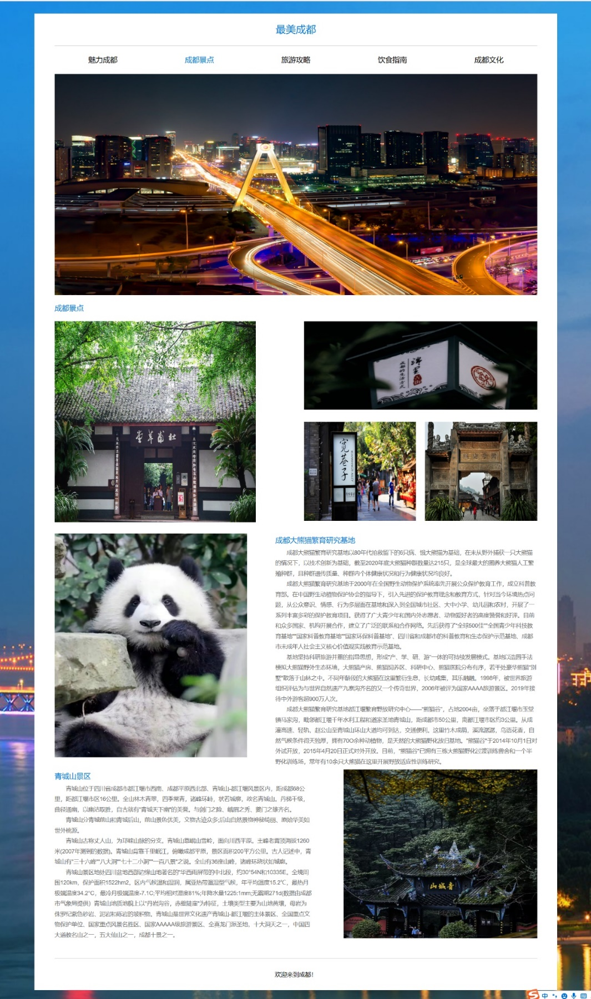 最美成都
魅力成都
成都景点
旅游攻略
饮食指南
成都文化
成都景点
杜甫草堂
锦里
成都的生活方式
宽巷子
成都大熊猫繁育研究基地
成都大熊猫繁育研究基地以80年代抢救留下的6只病、饿大熊猫为基础，在未从野外捕获一只大熊猫
的情况下，以技术创新为基础，截至2020年底大熊猫种群数量达215只，是全球最大的圈养大熊猫人工繁
殖种群，且种群遗传质量、种群内个体健康状况和行为健康状况均良好。
成都大熊猫繁育研究基地于2000年在全国野生动物保护系统率先开展公众保护教育工作，成立科普教
育部。在中国野生动植物保护协会的指导下，引入先进的保护教育理念和教育方式，针对当今环境热点问
题，从公众意识、情感、行为多层面在基地和深入到全国城市社区、大中小学、幼儿园和农村，开展了一
系列丰富多彩的保护教育项目。获得了广大青少年和国内外志愿者、动物爱好者的高度赞誉和好评。目前
和众多国家、机构开展合作，建立了广泛的联系和合作网络。先后获得了“全球500佳”“全国青少年科技教
育基地”“国家科普教育基地”“国家环保科普基地”、四川省和成都市的科普教育和生态保护示范基地、成都
市未成年人社会主义核心价值观实践教育示范基地。
基地坚持科研旅游并重的指导思想，形成“产、学、研、游”一体的可持续发展模式。基地以造园手法
模拟大熊猫野外生态环境，大熊猫产房、熊猫饲养区、科研中心、熊猫医院分布有序，若干处豪华熊猫“别
墅”散落于山林之中。不同年龄段的大熊猫在这里繁衍生息，长幼咸集，其乐融融。1998年，被世界旅游
组织评估为与世界自然遗产九寨沟齐名的又一个传奇世界，2006年被评为国家AAAA旅游景区。2019年接
待中外游客超900万人次。
成都大熊猫繁育研究基地都江堰繁育野放研究中心——“熊猫谷”，占地2004亩，坐落于都江堰市玉堂
镇马家沟，毗邻都江堰千年水利工程和道家圣地青城山，距成都市50公里，离都江堰市区约3公里。从成
灌高速、轻轨，赵公山至青城山环山大道均可到达，交通便利。这里竹木成荫，溪流潺潺，鸟语花香，自
然气候条件得天独厚，拥有70O余种动植物，是天然的大熊猫野化放归基地。“熊猫谷”于2014年10月1日对
外试开放，2015年4月20日正式对外开放。目前，“熊猫谷”已拥有三栋大熊猫野化过渡训练兽舍和一个半
野化训练场，常年有10余只大熊猫在这里开展野放适应性训练研究。
青城山景区
青城山位于四川省成都市都江堰市西南、成都平原西北部、青城山-都江堰风景区内，距成都68公
里，距都江堰市区16公里。全山林木青翠，四季常青，诸峰环峙，状若城廓，故名青城山。丹梯千级，
曲径通幽，以幽洁取胜，自古就有“青城天下幽”的美誉。与剑门之险、峨眉之秀、夔门之雄齐名。
青城山分青城前山和青城后山，前山景色优美，文物古迹众多;后山自然景物神秘绮丽、原始华美如
世外桃源。
青城山古称丈人山，为邛崃山脉的分支。青城山靠岷山雪岭，面向川西平原。主峰老霄顶海拔1260
米(2007年测到的数据)。青城山背靠千里岷江，俯瞰成都平原，景区面积200平方公里。古人记述中，青
城山有“三十六峰”“八大洞”“七十二小洞”“一百八景”之说。全山有36座山峰，诸峰环绕状如城廓。
青城山景区地处四川盆地西部边缘山地著名的“华西雨屏带的中北段，约30°54N和10335E。全境周
围120km，保护面积1522hm2。区内气候温和湿润，属亚热带温湿型气候，年平均温度15.2℃，最热月
极端温度34.2°C，最冷月极端温度-7.1C;平均相对湿度81%;年降水量1225:1mm;无霜期271d(数据由成都
市气象局提供）青城山地质地貌上以“丹岩沟谷，赤壁陡崖”为特征，土壤类型主要为山地黄壤，母岩为
侏罗纪紫色砂岩、泥岩和砾岩的坡积物。青城山是世界文化遗产青城山-都江堰的主体景区、全国重点文
物保护单位、国家重点风景名胜区、国家AAAAA级旅游景区、全真龙门派圣地，十大洞天之一，中国四
大道教名山之一，五大仙山之一，成都十景之一。
青城山
欢迎来到成都！
中